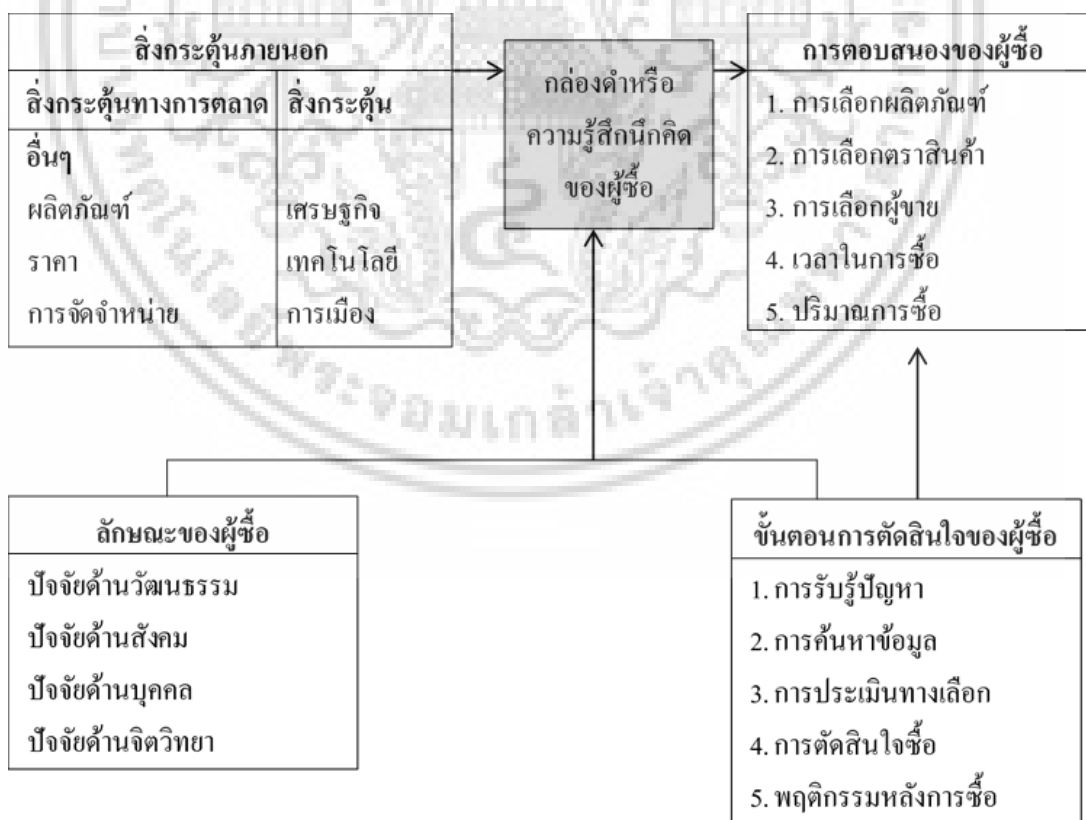 สิ่งกระตุ้นภายนอก
สิ่งกระตุ้นทางการตลาด สิ่งกระตุ้น
อื่นๆ
ผลิตภัณฑ์ เศรษฐกิจ
ราคา เทคโนโลยี
การจัดจำหน่าย การเมือง
กล่องดำหรือ
ความรู้สึกนึกคิด
ของผู้ซื้อ
การตอบสนองของผู้ซื้อ
1. การเลือกผลิตภัณฑ์
2. การเลือกตราสินค้า
3. การเลือกผู้ขาย
4. เวลาในการซื้อ
5. ปริมาณการซื้อ
ลักษณะของผู้ซื้อ
ปัจจัยด้านวัฒนธรรม
ปัจจัยด้านสังคม
ปัจจัยด้านบุคคล
ปัจจัยด้านจิตวิทยา
ขั้นตอนการตัดสินใจของผู้ซื้อ
1. การรับรู้ปัญหา
2. การค้นหาข้อมูล
3. การประเมินทางเลือก
4. การตัดสินใจซื้อ
5. พฤติกรรมหลังการซื้อ